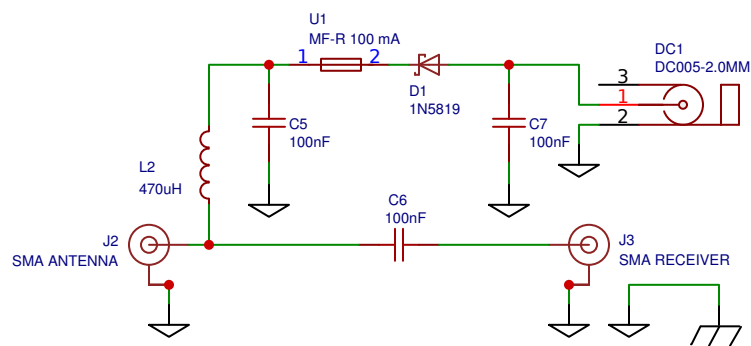 U1
MF-R 100 mA
1 2
D1
1N5819
DC1
DC005-2.0MM
3
1
2
C5
100nF
C7
100nF
L2
470uH
C6
100nF
J2
SMA ANTENNA
J3
SMA RECEIVER